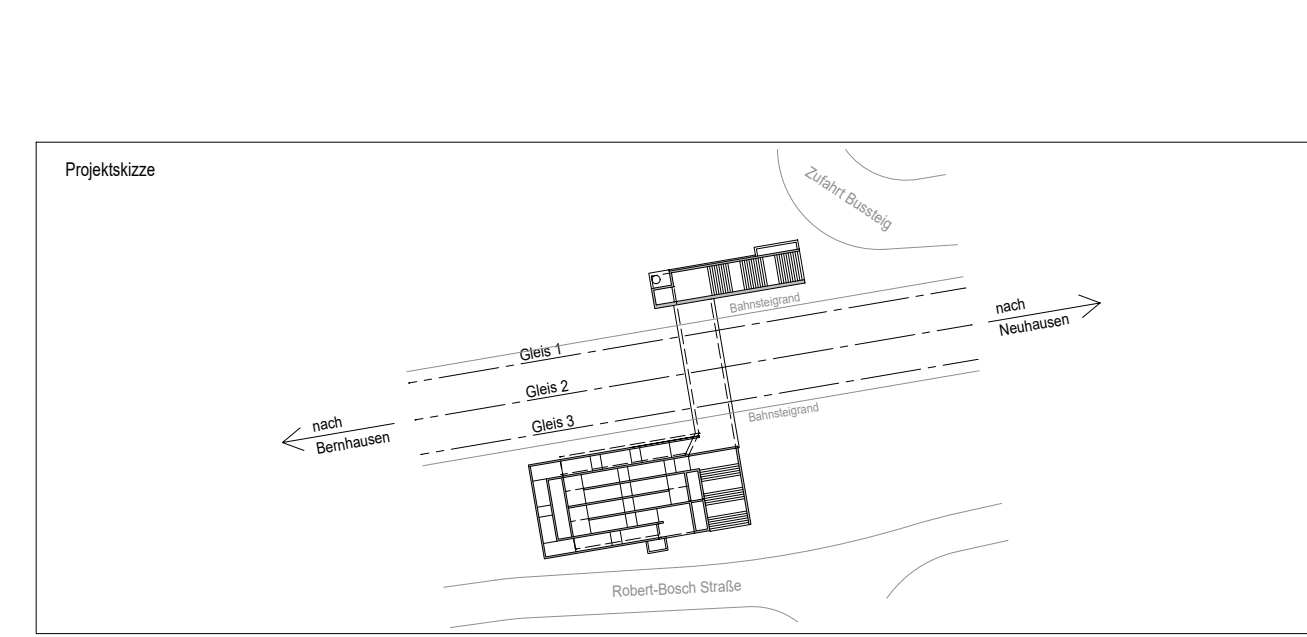 Projektskizze
Zufahrt Bussteig
Bahnsteigrand
nach
Neuhausen
Gleis 1
Gleis 2
Gleis 3
nach
Bernhausen
Bahnsteigrand
Robert-Bosch Straße